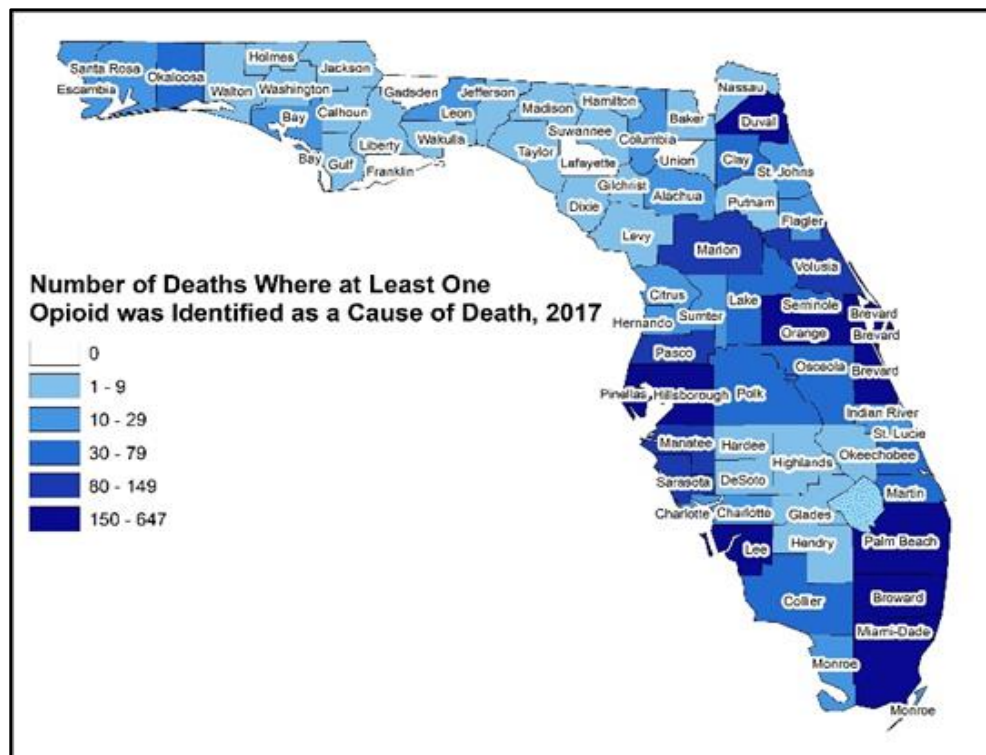 Holmes
Jackson
Santa Rosa
Okaloosa
Escambia
Walton
Washington
Gadsden
Jefferson
Madison
Hamilton
Nassau
Bay
Calhoun
Leon
Baker
Duval
Liberty
Wakulla
Suwannee
Columbia
Taylor
Lafayette
Union
Clay
St. Johns
Bay
Gulf
Franklin
Gilchrist
Alachua
Putnam
Dixie
Flagler
Levy
Marion
Volusia
Number of Deaths Where at Least One
Opioid was Identified as a Cause of Death, 2017
0
1 - 9
10 - 29
30 - 79
80 - 149
150 - 647
Citrus
Lake
Seminole
Sumter
Brevard
Hernando
Orange
Brevard
Pasco
Osceola
Brevard
Pinellas
Hillsborough
Polk
Indian River
St. Lucie
Manatee
Hardee
Okeechobee
Highlands
Sarasota
DeSoto
Martin
Charlotte
Charlotte
Glades
Lee
Hendry
Palm Beach
Collier
Broward
Miami-Dade
Monroe
Monroe